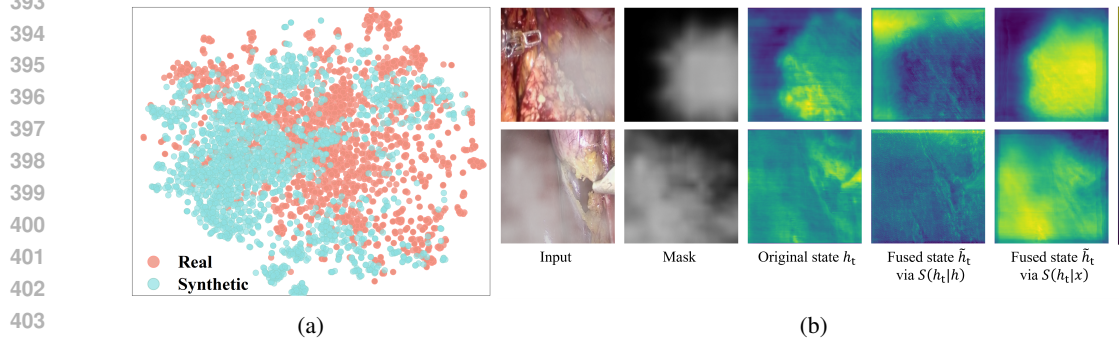 393
394
395
396
397
398
399
400
401
402
403
Real
Synthetic
(a)
Input
Mask
Original state h_t
Fused state h̃_t
via S(h_t|h)
Fused state h̃_t
via S(h_t|x)
(b)